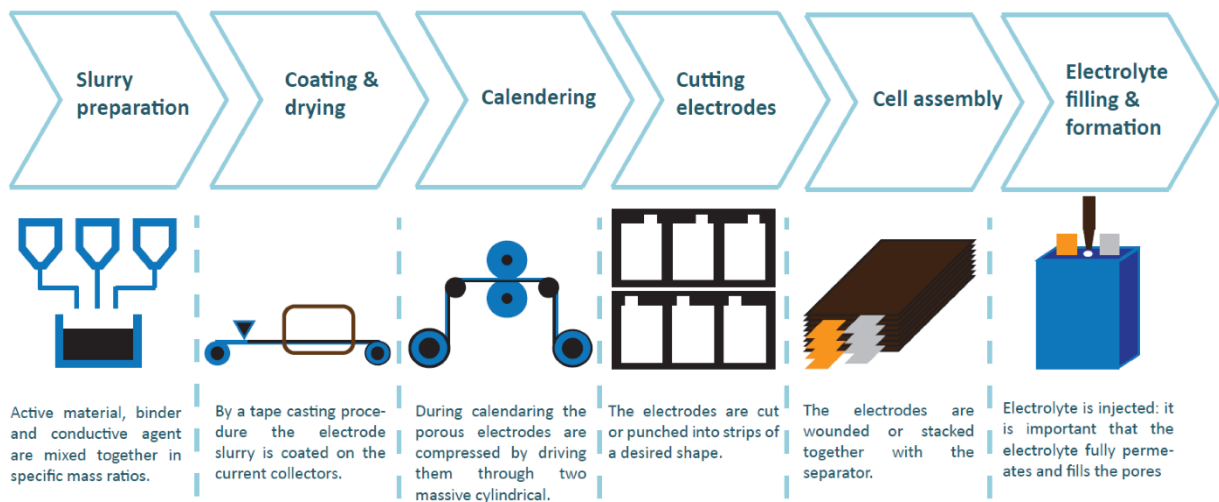 Slurry
preparation
Coating &
drying
Calendering
Cutting
electrodes
Cell assembly
Electrolyte
filling &
formation
Active material, binder
and conductive agent
are mixed together in
specific mass ratios.
By a tape casting proce-
dure the electrode
slurry is coated on the
current collectors.
During calendaring the
porous electrodes are
compressed by driving
them through two
massive cylindrical.
The electrodes are cut
or punched into strips of
a desired shape.
The electrodes are
wounded or stacked
together with the
separator.
Electrolyte is injected: it
is important that the
electrolyte fully perme-
ates and fills the pores